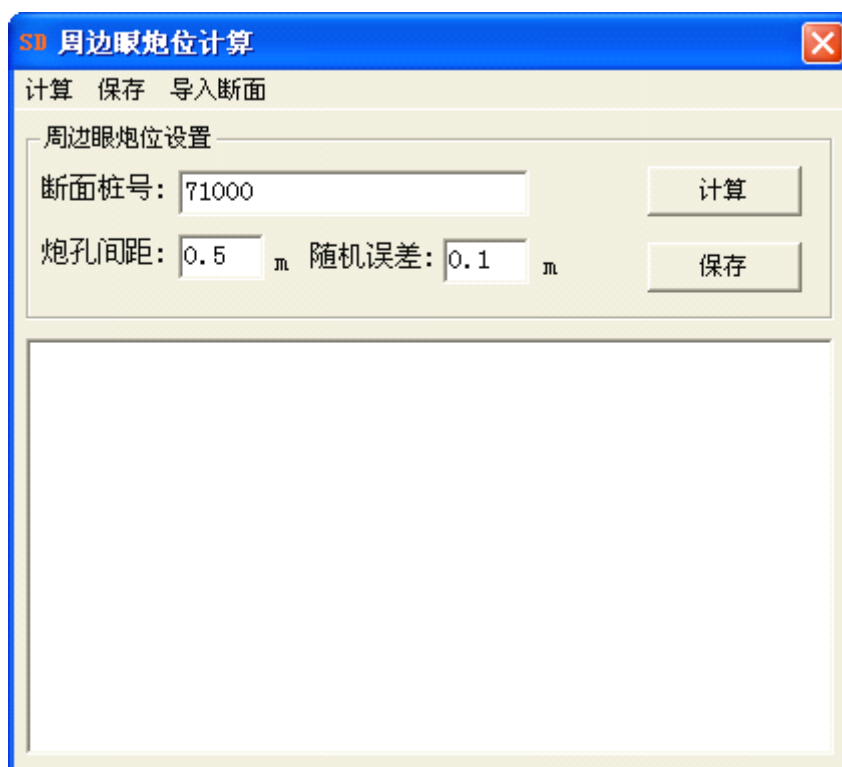 SD 周边眼炮位计算
计算 保存 导入断面
周边眼炮位设置
断面桩号: 71000 计算
炮孔间距: 0.5 m 随机误差: 0.1 m 保存